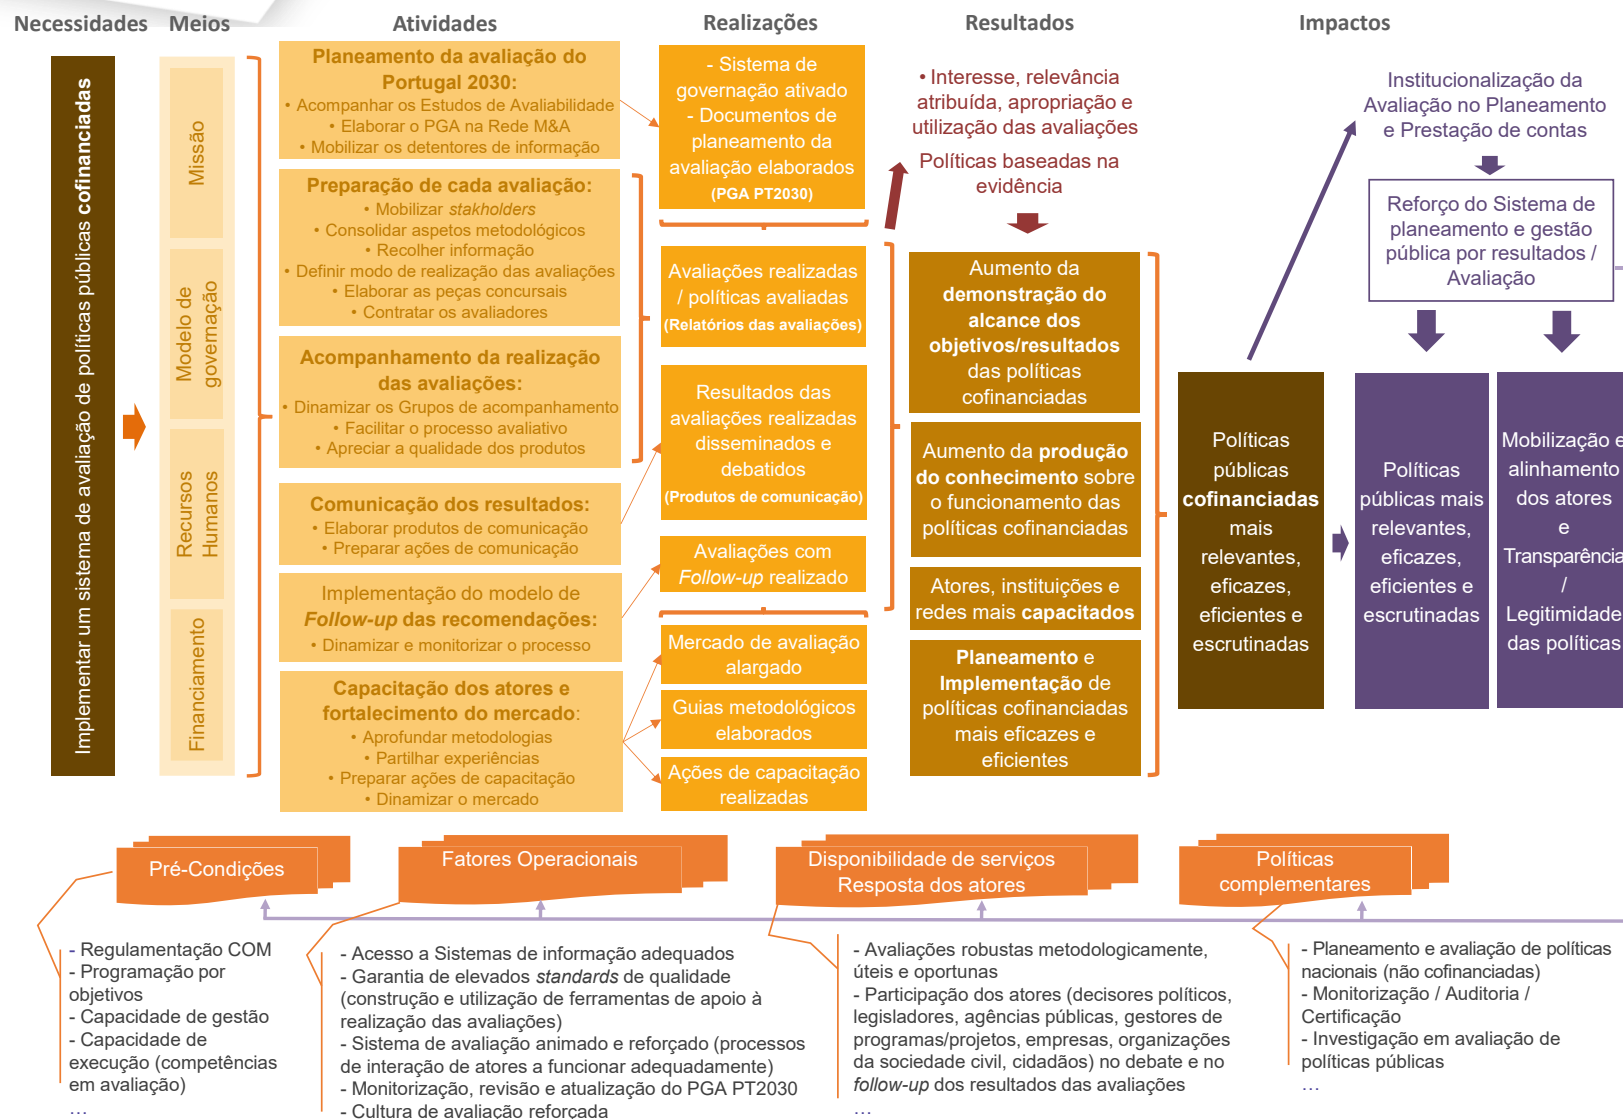 Necessidades
Meios
Atividades
Realizações
Resultados
Impactos
Implementar um sistema de avaliação de políticas públicas cofinanciadas
Missão
Modelo de
governação
Recursos
Humanos
Financiamento
Planeamento da avaliação do
Portugal 2030:
• Acompanhar os Estudos de Avaliabilidade
• Elaborar o PGA na Rede M&A
• Mobilizar os detentores de informação
Preparação de cada avaliação:
• Mobilizar stakholders
• Consolidar aspetos metodológicos
• Recolher informação
• Definir modo de realização das avaliações
• Elaborar as peças concursais
• Contratar os avaliadores
Acompanhamento da realização
das avaliações:
• Dinamizar os Grupos de acompanhamento
• Facilitar o processo avaliativo
• Apreciar a qualidade dos produtos
Comunicação dos resultados:
• Elaborar produtos de comunicação
• Preparar ações de comunicação
Implementação do modelo de
Follow-up das recomendações:
• Dinamizar e monitorizar o processo
Capacitação dos atores e
fortalecimento do mercado:
• Aprofundar metodologias
• Partilhar experiências
• Preparar ações de capacitação
• Dinamizar o mercado
- Sistema de
governação ativado
- Documentos de
planeamento da
avaliação elaborados
(PGA PT2030)
Avaliações realizadas
/ políticas avaliadas
(Relatórios das avaliações)
Resultados das
avaliações realizadas
disseminados e
debatidos
(Produtos de comunicação)
Avaliações com
Follow-up realizado
Mercado de avaliação
alargado
Guias metodológicos
elaborados
Ações de capacitação
realizadas
• Interesse, relevância
atribuída, apropriação e
utilização das avaliações
Políticas baseadas na
evidência
Aumento da
demonstração do
alcance dos
objetivos/resultados
das políticas
cofinanciadas
Aumento da produção
do conhecimento sobre
o funcionamento das
políticas cofinanciadas
Atores, instituições e
redes mais capacitados
Planeamento e
Implementação de
políticas cofinanciadas
mais eficazes e
eficientes
Institucionalização da
Avaliação no Planeamento
e Prestação de contas
Reforço do Sistema de
planeamento e gestão
pública por resultados /
Avaliação
Políticas
públicas
cofinanciadas
mais
relevantes,
eficazes,
eficientes e
escrutinadas
Políticas
públicas mais
relevantes,
eficazes,
eficientes e
escrutinadas
Mobilização e
alinhamento
dos atores
e
Transparência
/
Legitimidade
das políticas
Pré-Condições
- Regulamentação COM
- Programação por
objetivos
- Capacidade de gestão
- Capacidade de
execução (competências
em avaliação)
…
Fatores Operacionais
- Acesso a Sistemas de informação adequados
- Garantia de elevados standards de qualidade
(construção e utilização de ferramentas de apoio à
realização das avaliações)
- Sistema de avaliação animado e reforçado (processos
de interação de atores a funcionar adequadamente)
- Monitorização, revisão e atualização do PGA PT2030
- Cultura de avaliação reforçada
Disponibilidade de serviços
Resposta dos atores
- Avaliações robustas metodologicamente,
úteis e oportunas
- Participação dos atores (decisores políticos,
legisladores, agências públicas, gestores de
programas/projetos, empresas, organizações
da sociedade civil, cidadãos) no debate e no
follow-up dos resultados das avaliações
…
Políticas
complementares
- Planeamento e avaliação de políticas
nacionais (não cofinanciadas)
- Monitorização / Auditoria /
Certificação
- Investigação em avaliação de
políticas públicas
…